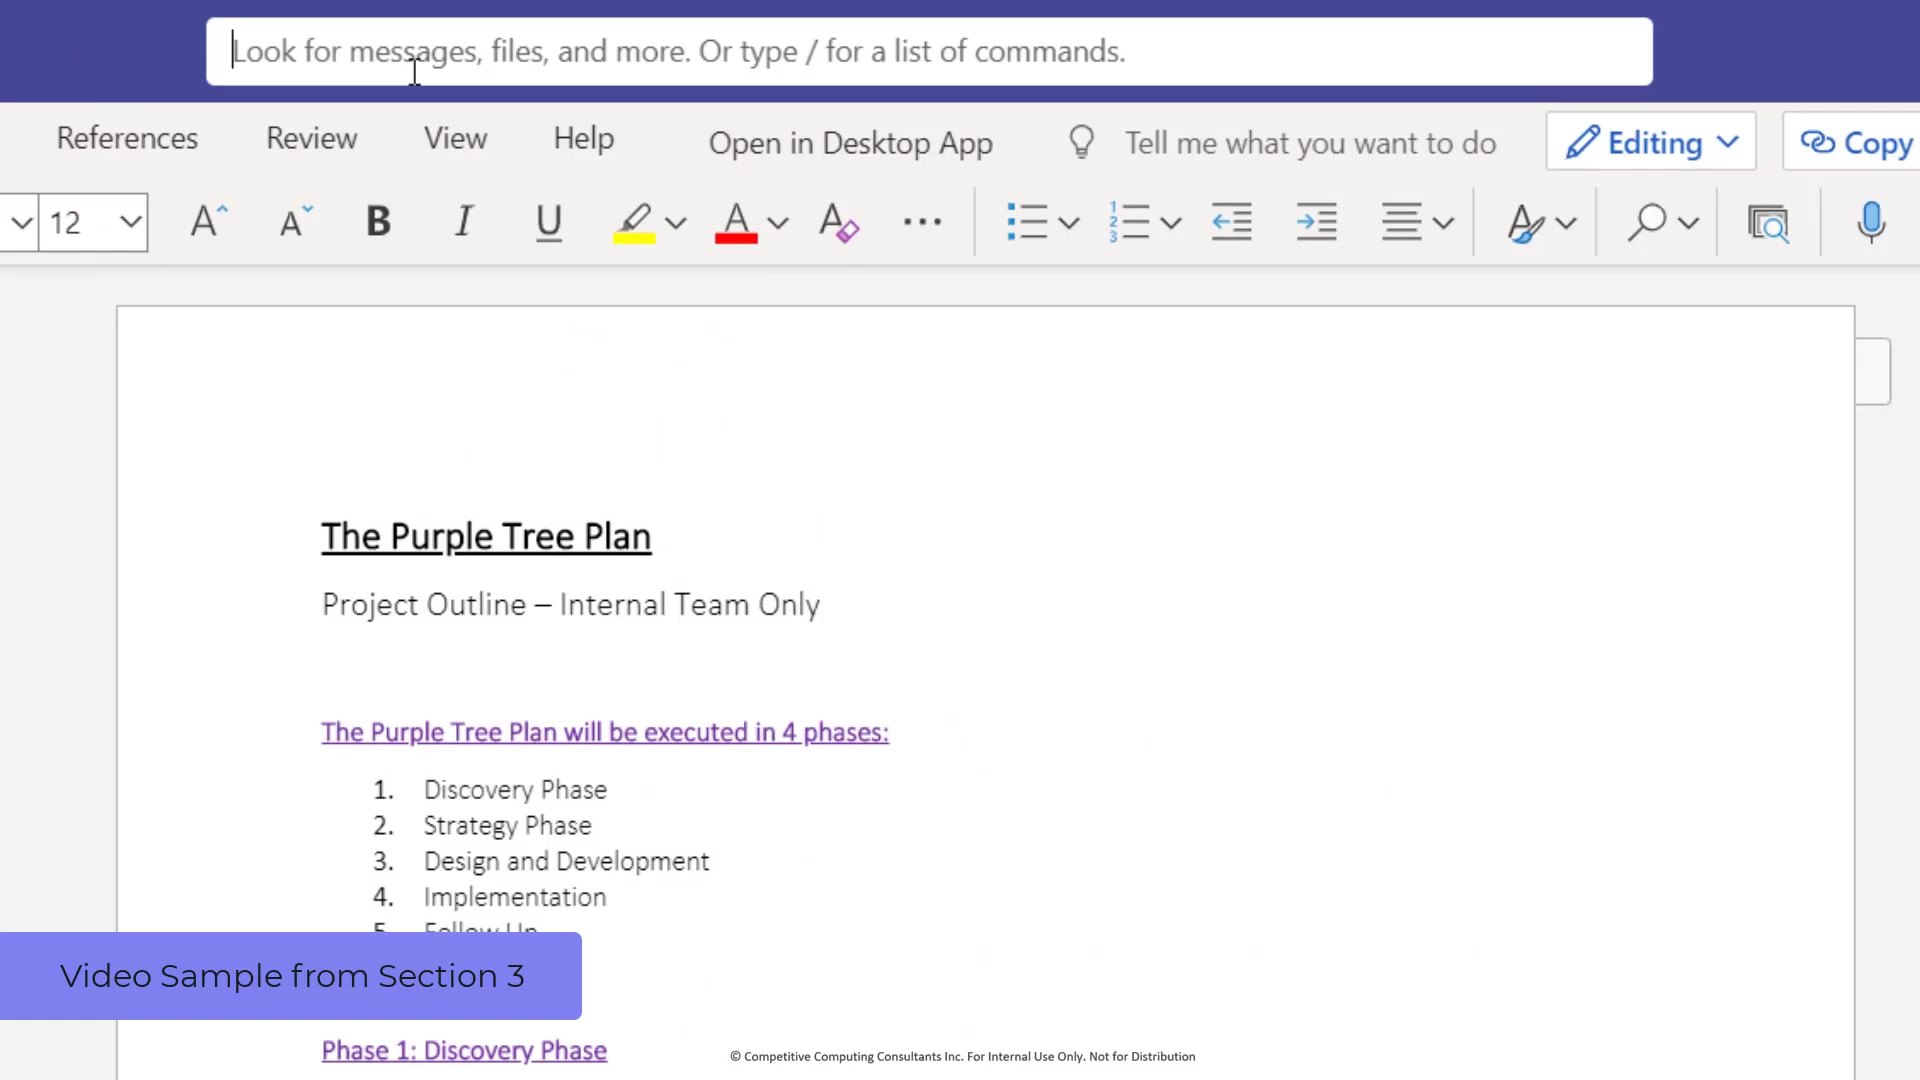 Look for messages, files, and more. Or type / for a list of commands.
References Review View Help Open in Desktop App Tell me what you want to do Editing Copy
12 A A B I U A A
The Purple Tree Plan
Project Outline – Internal Team Only
The Purple Tree Plan will be executed in 4 phases:
1. Discovery Phase
2. Strategy Phase
3. Design and Development
4. Implementation
5. Follow Up
Video Sample from Section 3
Phase 1: Discovery Phase
© Competitive Computing Consultants Inc. For Internal Use Only. Not for Distribution